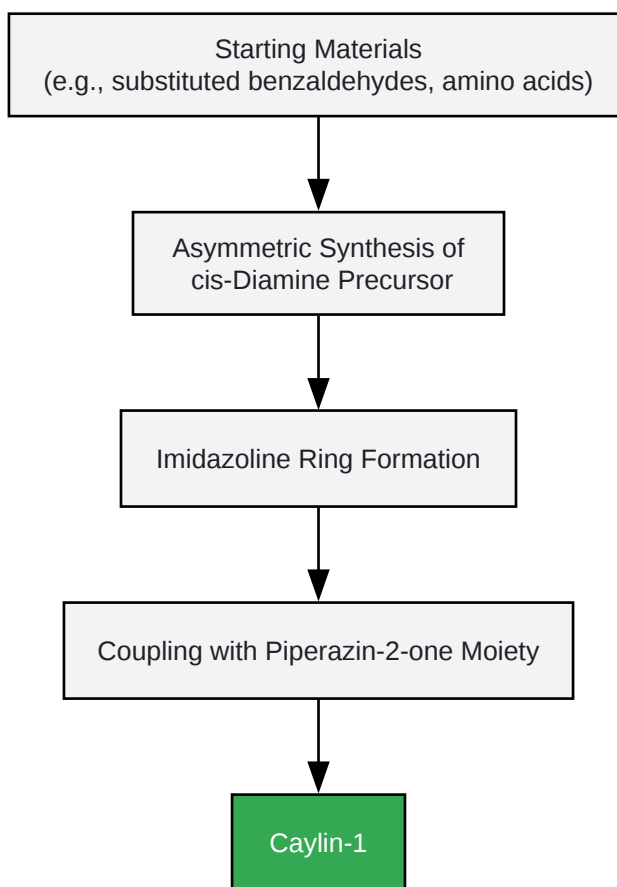 Starting Materials
(e.g., substituted benzaldehydes, amino acids)
Asymmetric Synthesis of
cis-Diamine Precursor
Imidazoline Ring Formation
Coupling with Piperazin-2-one Moiety
Caylin-1